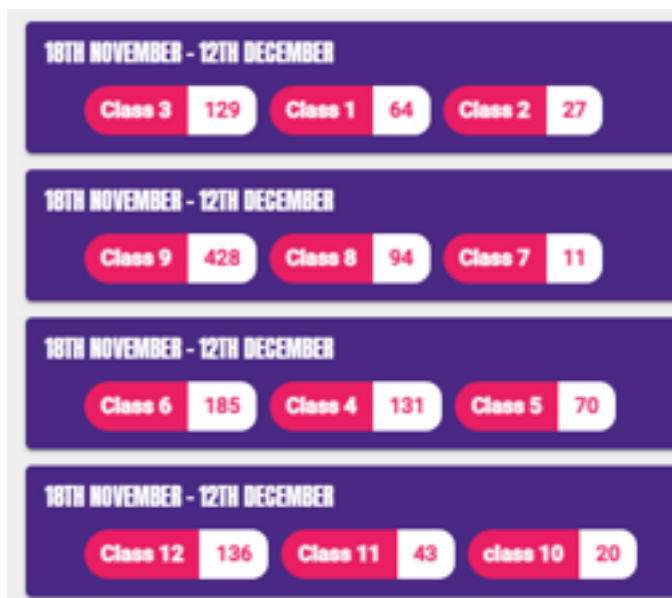 18TH NOVEMBER - 12TH DECEMBER
Class 3 129 Class 1 64 Class 2 27
18TH NOVEMBER - 12TH DECEMBER
Class 9 428 Class 8 94 Class 7 11
18TH NOVEMBER - 12TH DECEMBER
Class 6 185 Class 4 131 Class 5 70
18TH NOVEMBER - 12TH DECEMBER
Class 12 136 Class 11 43 class 10 20